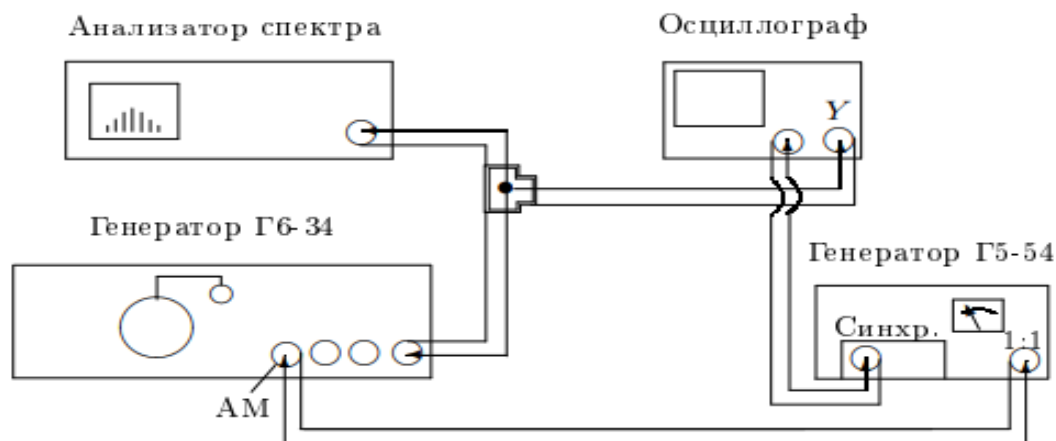 Анализатор спектра
Осциллограф
Y
Генератор Г6-34
Генератор Г5-54
Синхр.
1:1
АМ